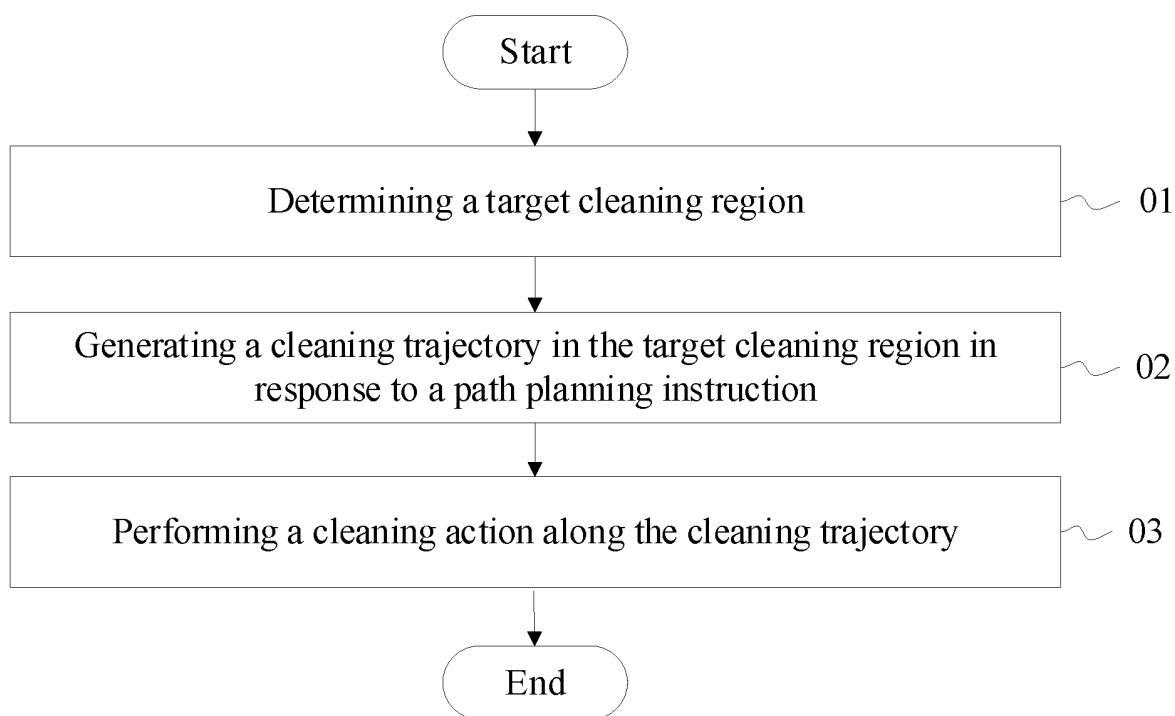 Start
Determining a target cleaning region
01
Generating a cleaning trajectory in the target cleaning region in
response to a path planning instruction
02
Performing a cleaning action along the cleaning trajectory
03
End